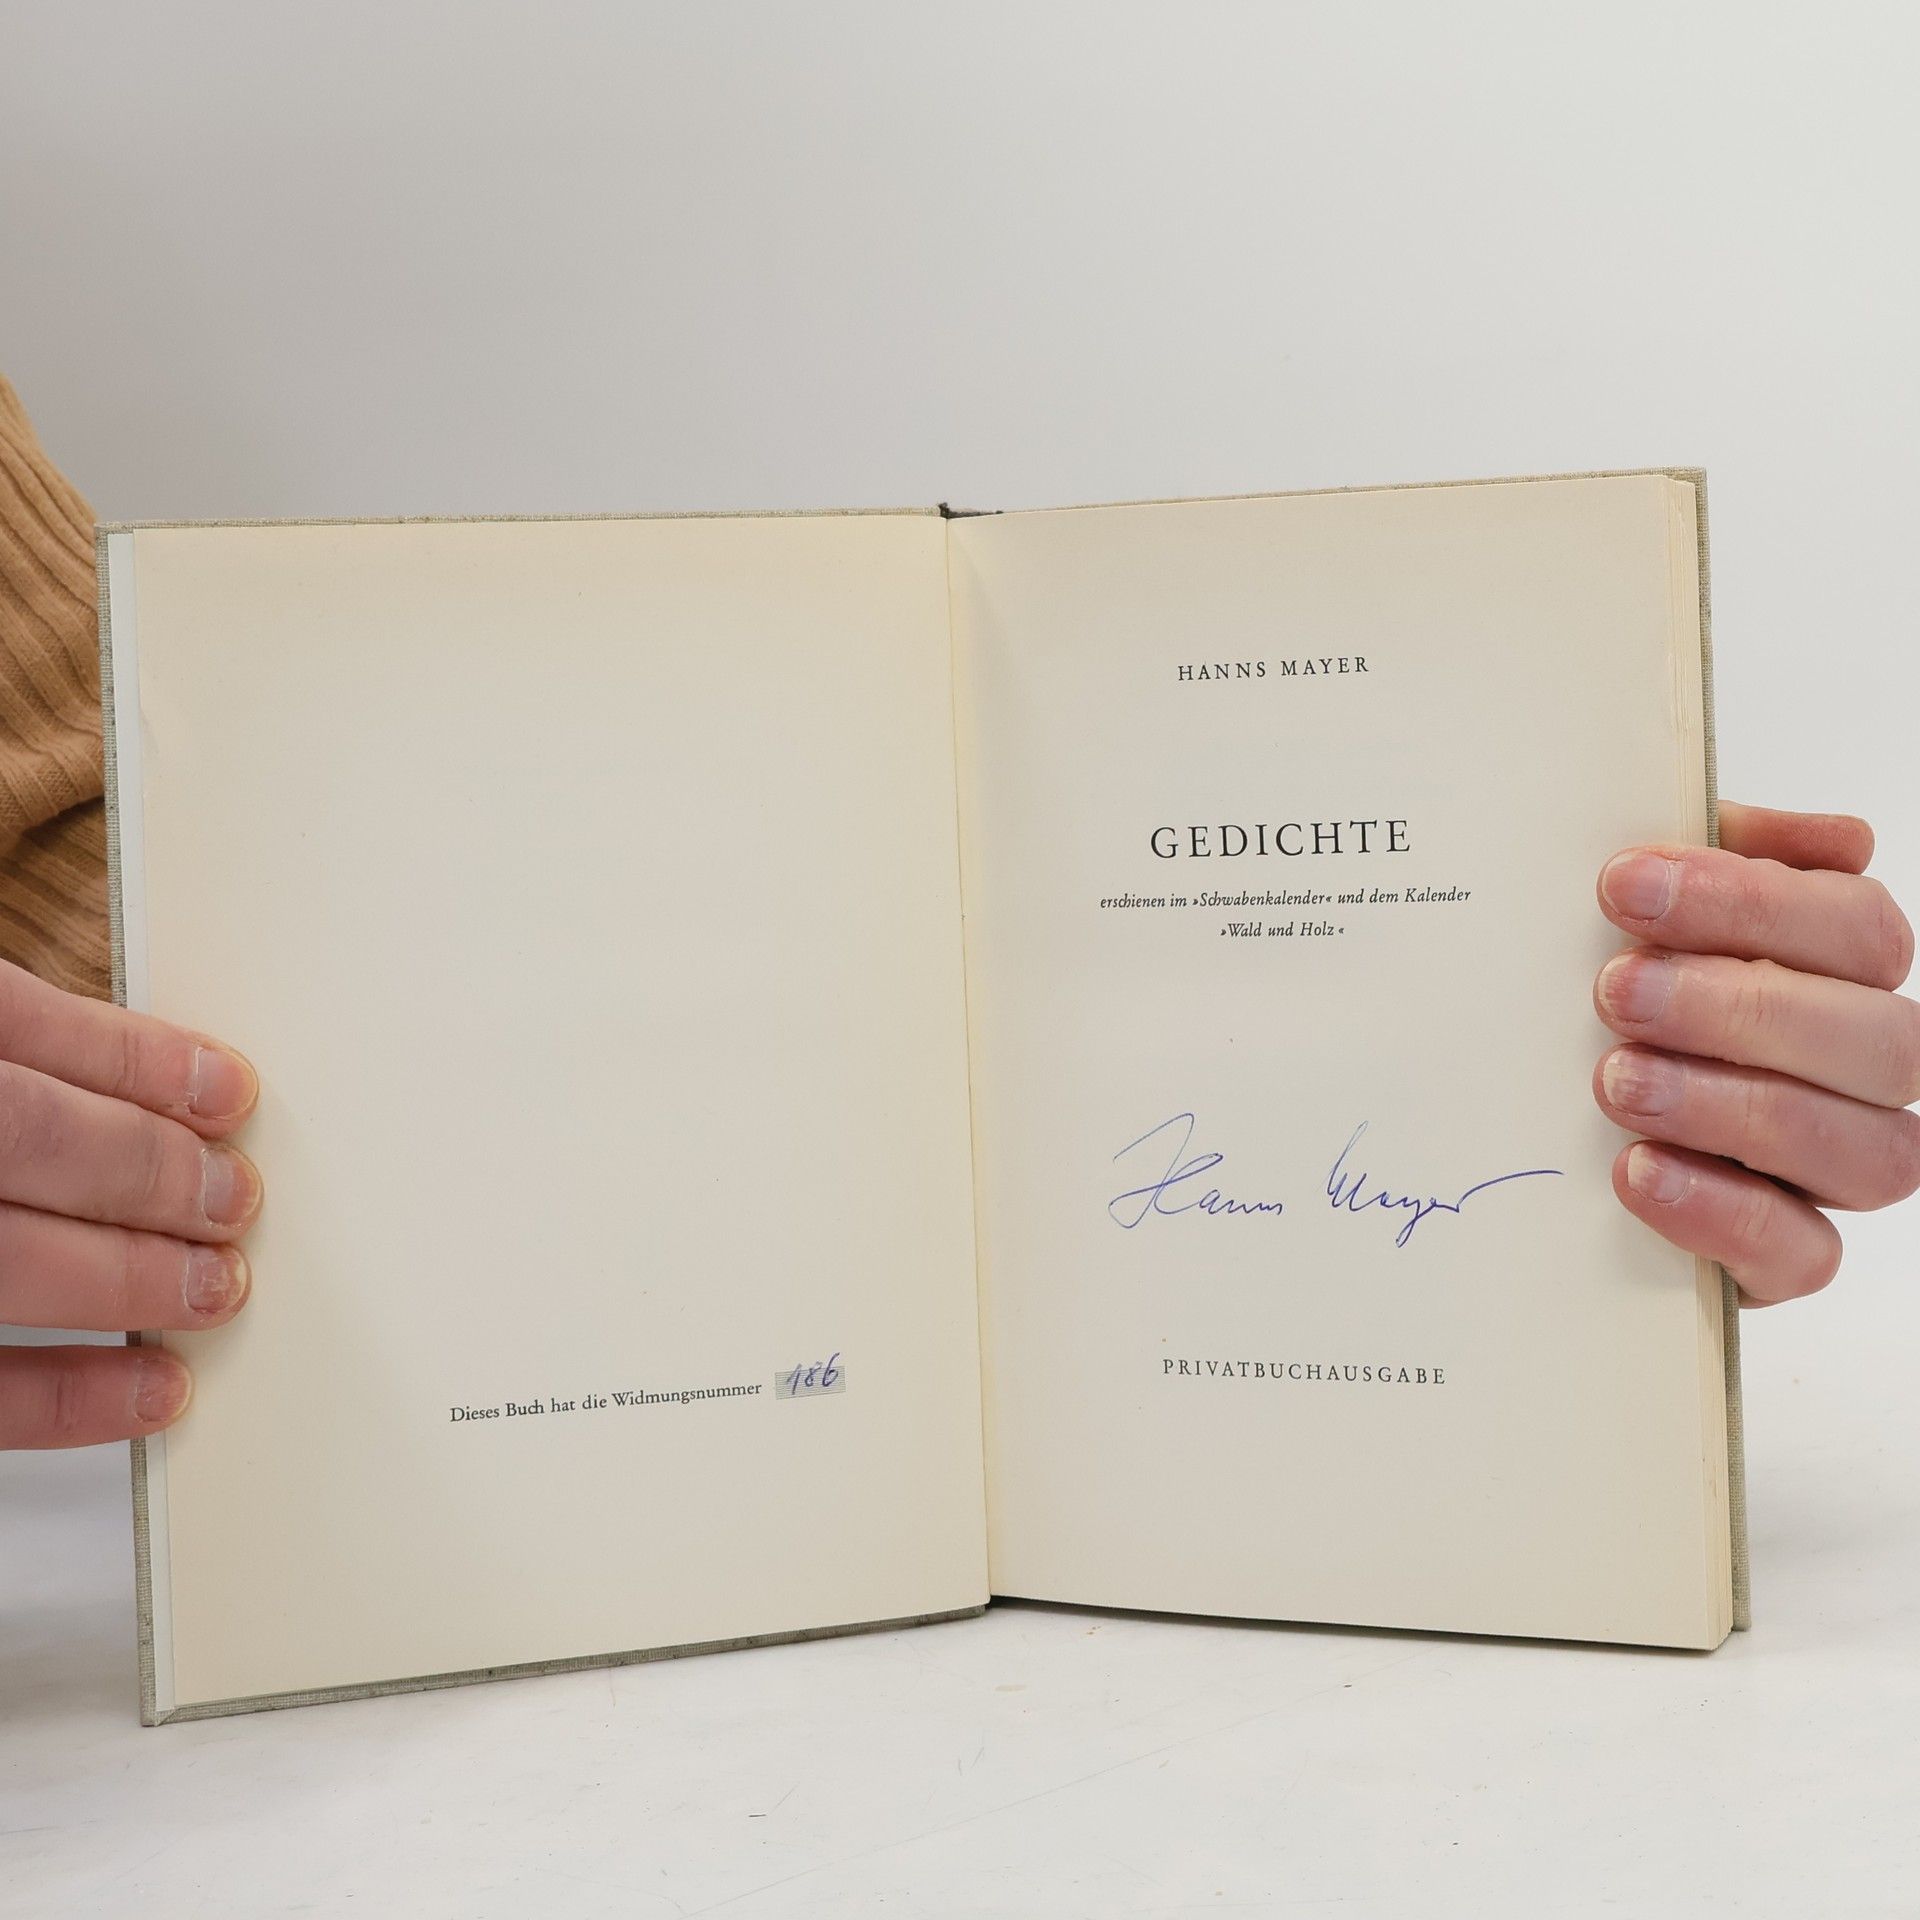 Dieses Buch hat die Widmungsnummer 186
HANNS MAYER
GEDICHTE
erschienen im »Schwabenkalender« und dem Kalender
»Wald und Holz«
Hanns Mayer
PRIVATBUCHAUSGABE